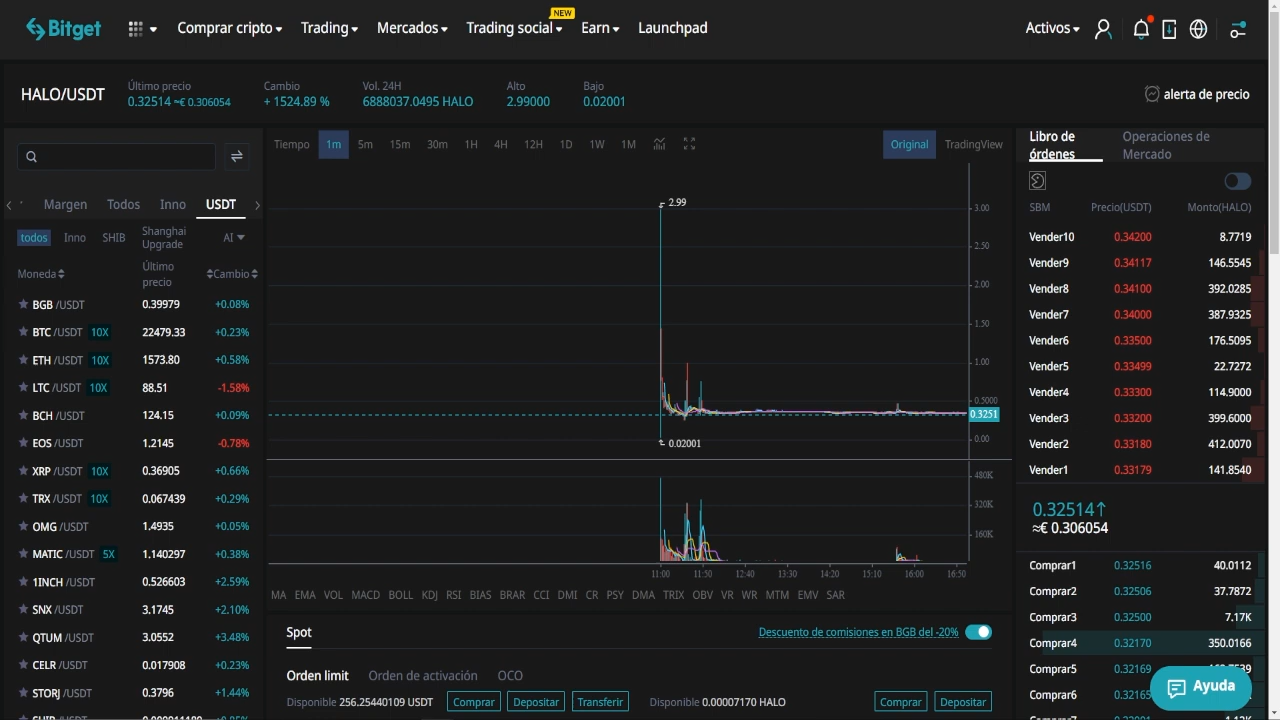 Bitget
Comprar cripto
Trading
Mercados
Trading social
NEW
Earn
Launchpad
Activos
HALO/USDT
Último precio
0.32514 ≈€ 0.306054
Cambio
+ 1524.89 %
Vol. 24H
6888037.0495 HALO
Alto
2.99000
Bajo
0.02001
alerta de precio
Margen Todos Inno USDT
todos Inno SHIB Shanghai Upgrade AI
Moneda Último precio Cambio
BGB /USDT 0.39979 +0.08%
BTC /USDT 10X 22479.33 +0.23%
ETH /USDT 10X 1573.80 +0.58%
LTC /USDT 10X 88.51 -1.58%
BCH /USDT 124.15 +0.09%
EOS /USDT 1.2145 -0.78%
XRP /USDT 10X 0.36905 +0.66%
TRX /USDT 10X 0.067439 +0.29%
OMG /USDT 1.4935 +0.05%
MATIC /USDT 5X 1.140297 +0.38%
1INCH /USDT 0.526603 +2.59%
SNX /USDT 3.1745 +2.10%
QTUM /USDT 3.0552 +3.48%
CELR /USDT 0.017908 +0.23%
STORJ /USDT 0.3796 +1.44%
Tiempo 1m 5m 15m 30m 1H 4H 12H 1D 1W 1M
Original TradingView
2.99
3.00
2.50
2.00
1.50
1.00
0.5000
0.3251
0.00
0.02001
480K
320K
160K
11:00 11:50 12:40 13:30 14:20 15:10 16:00 16:50
MA EMA VOL MACD BOLL KDJ RSI BIAS BRAR CCI DMI CR PSY DMA TRIX OBV VR WR MTM EMV SAR
Spot
Descuento de comisiones en BGB del -20%
Orden limit Orden de activación OCO
Disponible 256.25440109 USDT Comprar Depositar Transferir
Disponible 0.00007170 HALO Comprar Depositar
Libro de órdenes
Operaciones de Mercado
SBM Precio(USDT) Monto(HALO)
Vender10 0.34200 8.7719
Vender9 0.34117 146.5545
Vender8 0.34100 392.0285
Vender7 0.34000 387.9325
Vender6 0.33500 176.5095
Vender5 0.33499 22.7272
Vender4 0.33300 114.9000
Vender3 0.33200 399.6000
Vender2 0.33180 412.0070
Vender1 0.33179 141.8540
0.32514↑
≈€ 0.306054
Comprar1 0.32516 40.0112
Comprar2 0.32506 37.7872
Comprar3 0.32500 7.17K
Comprar4 0.32170 350.0166
Comprar5 0.32169
Comprar6 0.32165
Ayuda